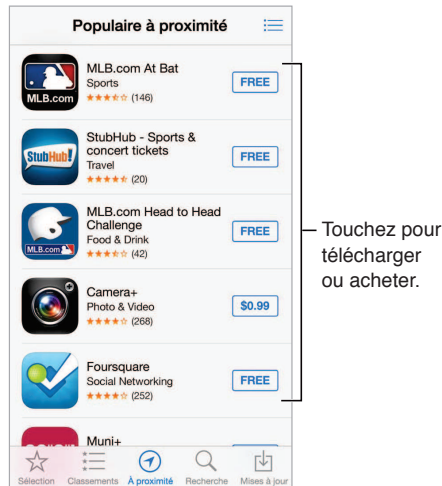 Populaire à proximité
MLB.com
MLB.com At Bat
Sports
(146)
FREE
StubHub!
StubHub - Sports &
concert tickets
Travel
(20)
FREE
MLB.com
MLB.com Head to Head
Challenge
Food & Drink
(42)
FREE
Camera+
Photo & Video
(268)
$0.99
Foursquare
Social Networking
(252)
FREE
Muni+
Sélection
Classements
À proximité
Recherche
Mises à jour
Touchez pour
télécharger
ou acheter.